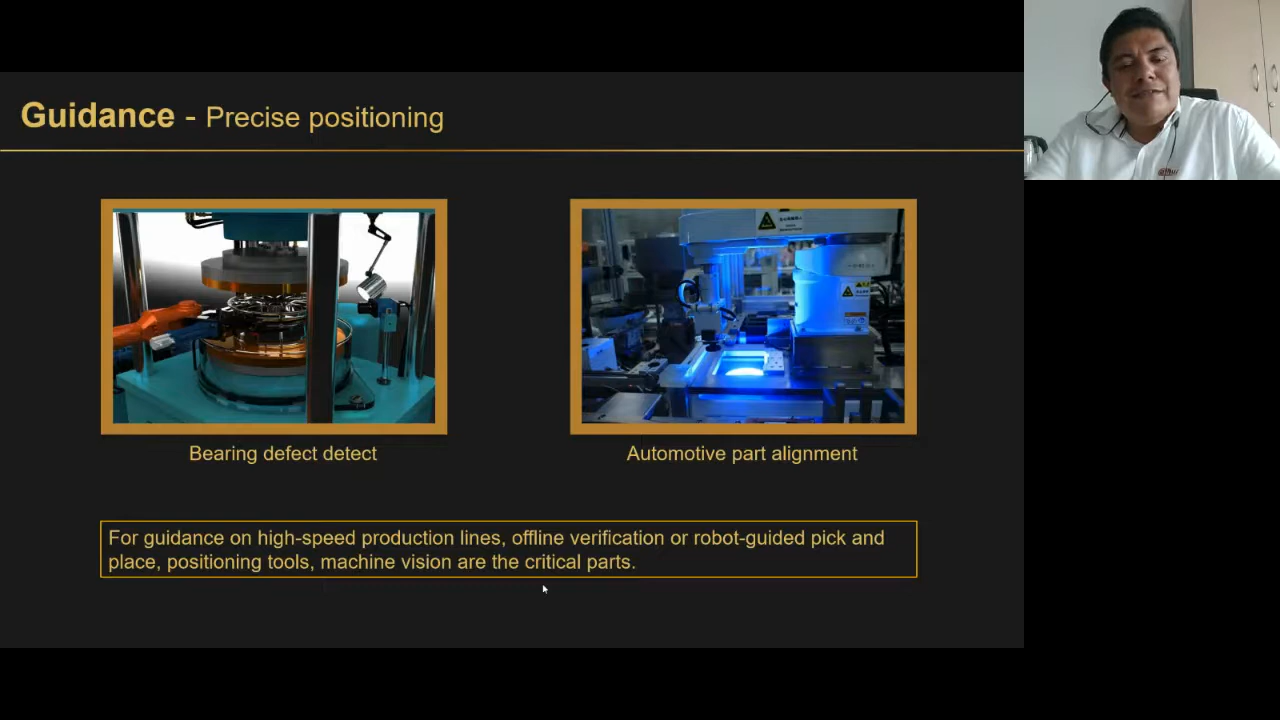 Guidance - Precise positioning
Bearing defect detect
Automotive part alignment
For guidance on high-speed production lines, offline verification or robot-guided pick and
place, positioning tools, machine vision are the critical parts.